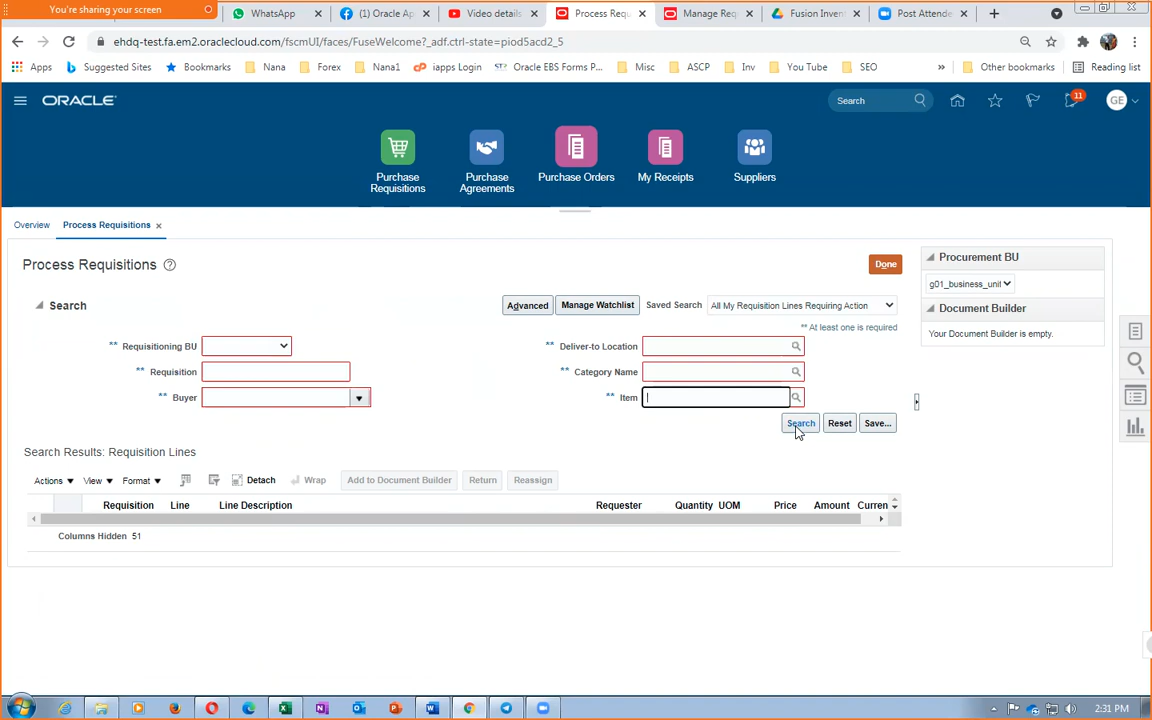 You're sharing your screen
WhatsApp
(1) Oracle Ap
Video details
Process Requ
Manage Req
Fusion Invent
Post Attende
ehdq-test.fa.em2.oraclecloud.com/fscmUI/faces/FuseWelcome?_adf.ctrl-state=piod5acd2_5
Apps
Suggested Sites
Bookmarks
Nana
Forex
Nana1
iapps Login
Oracle EBS Forms P...
Misc
ASCP
Inv
You Tube
SEO
»
Other bookmarks
Reading list
ORACLE
Search
11
GE
Purchase
Requisitions
Purchase
Agreements
Purchase Orders
My Receipts
Suppliers
Overview
Process Requisitions
Process Requisitions
Done
Search
Advanced
Manage Watchlist
Saved Search
All My Requisition Lines Requiring Action
** At least one is required
** Requisitioning BU
** Deliver-to Location
** Requisition
** Category Name
** Buyer
** Item
Search
Reset
Save...
Procurement BU
g01_business_unit
Document Builder
Your Document Builder is empty.
Search Results: Requisition Lines
Actions
View
Format
Detach
Wrap
Add to Document Builder
Return
Reassign
Requisition
Line
Line Description
Requester
Quantity
UOM
Price
Amount
Curren
Columns Hidden 51
2:31 PM